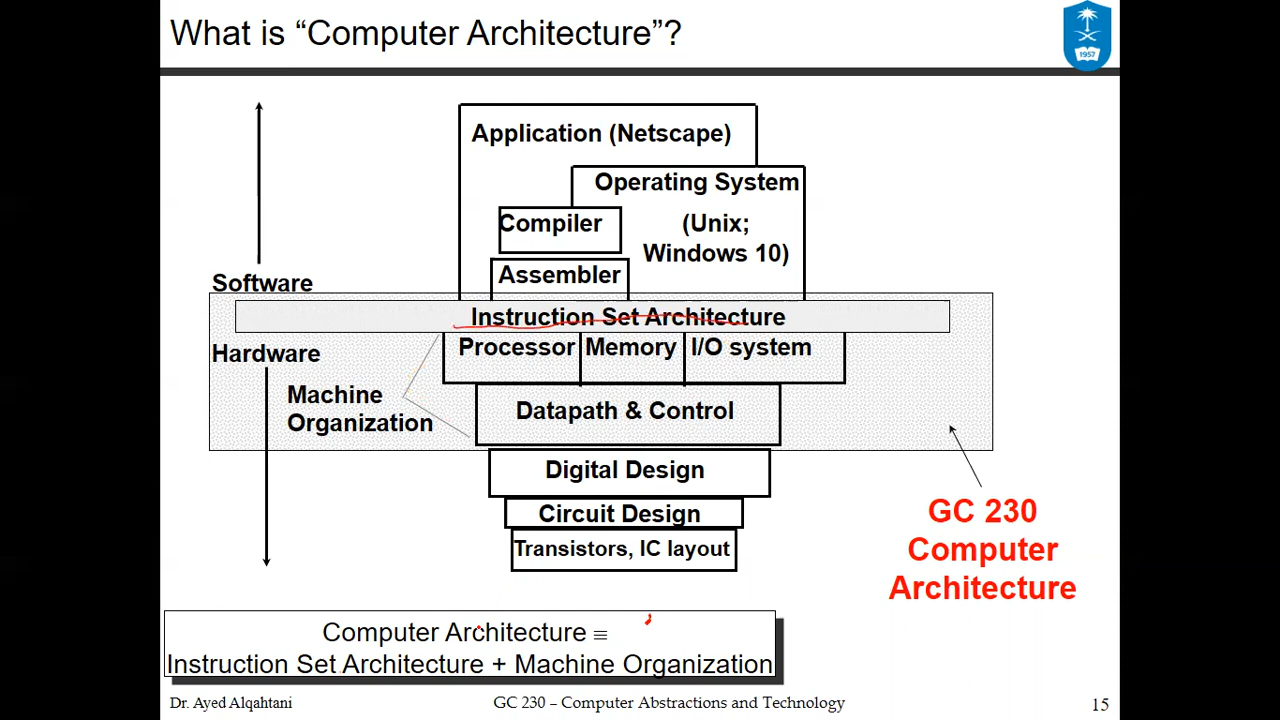 What is “Computer Architecture”?
1957
Application (Netscape)
Operating System
Compiler
(Unix;
Windows 10)
Assembler
Software
Instruction Set Architecture
Hardware
Processor
Memory
I/O system
Machine
Organization
Datapath & Control
Digital Design
Circuit Design
Transistors, IC layout
GC 230
Computer
Architecture
Computer Architecture ≡
Instruction Set Architecture + Machine Organization
Dr. Ayed Alqahtani
GC 230 – Computer Abstractions and Technology
15